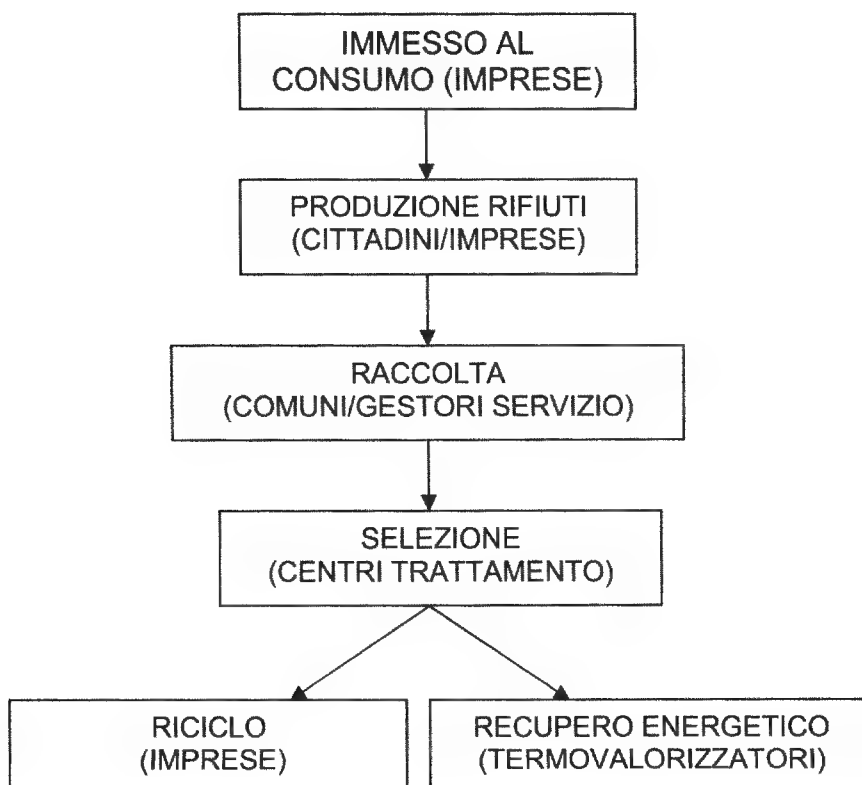 IMMESSO AL
CONSUMO (IMPRESE)
PRODUZIONE RIFIUTI
(CITTADINI/IMPRESE)
RACCOLTA
(COMUNI/GESTORI SERVIZIO)
SELEZIONE
(CENTRI TRATTAMENTO)
RICICLO
(IMPRESE)
RECUPERO ENERGETICO
(TERMOVALORIZZATORI)